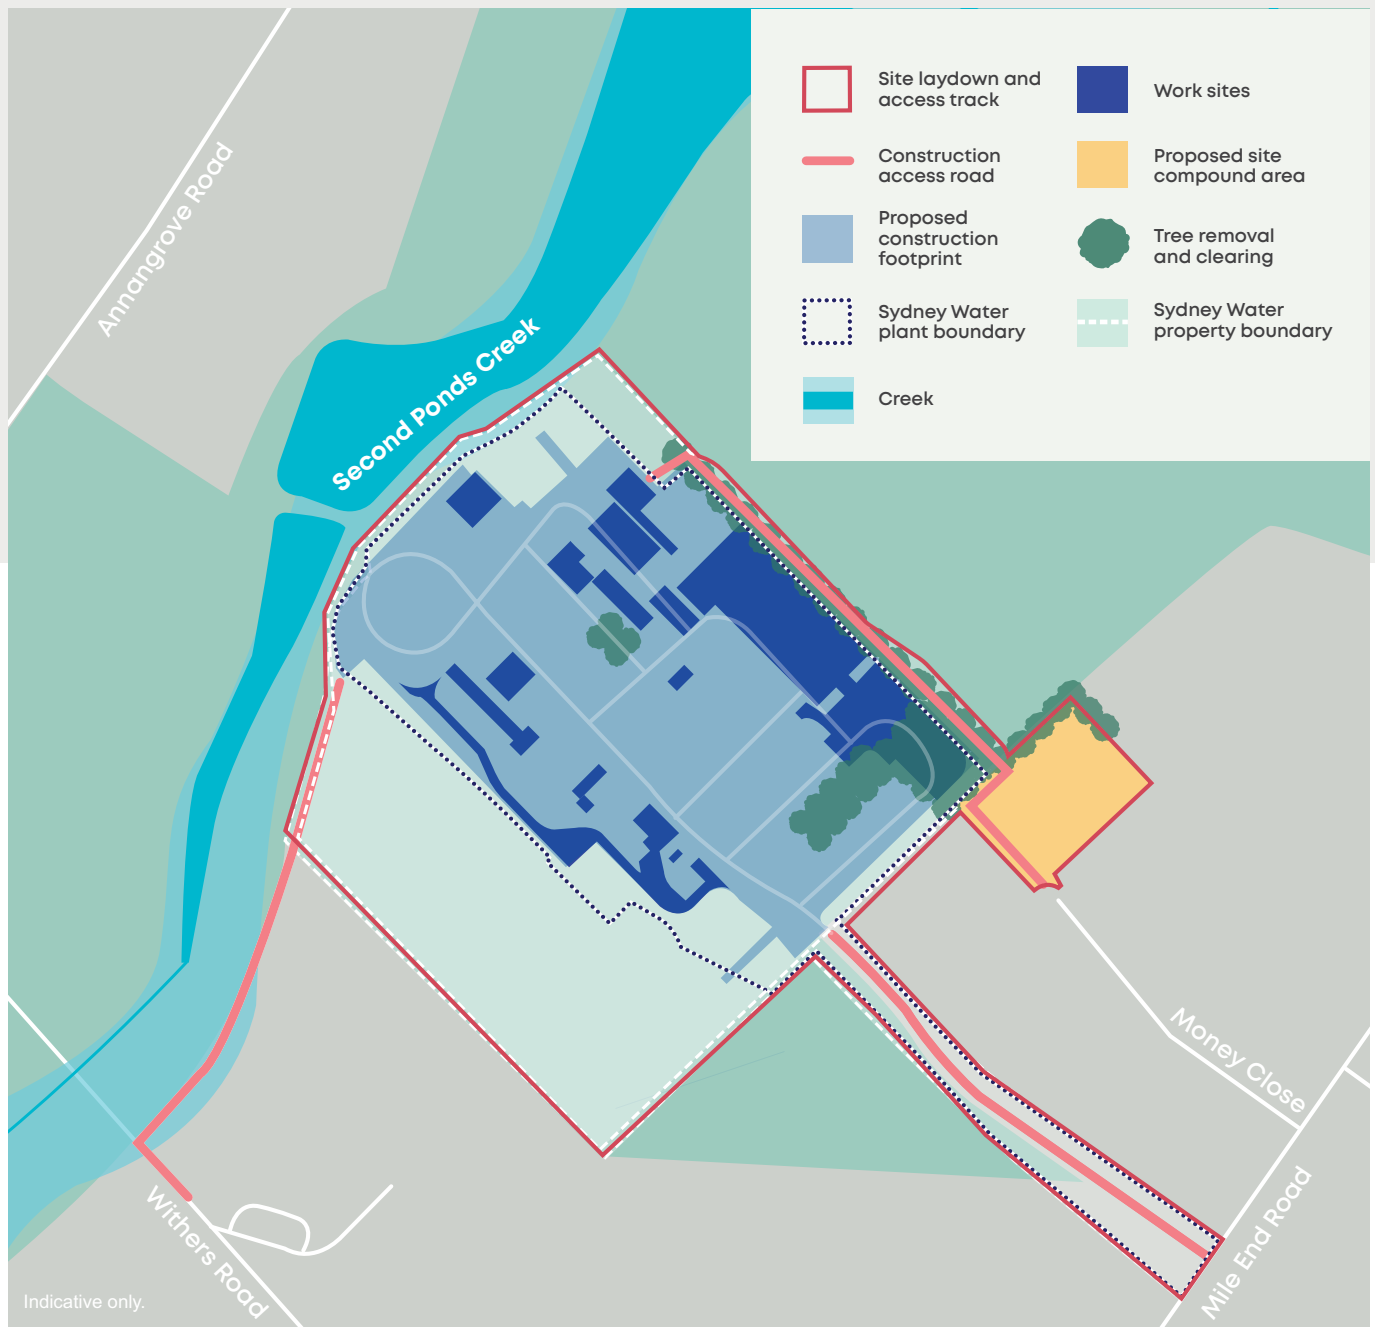 Site laydown and
access track
Work sites
Construction
access road
Proposed site
compound area
Proposed
construction
footprint
Tree removal
and clearing
Sydney Water
plant boundary
Sydney Water
property boundary
Creek
Annangrove Road
Second Ponds Creek
Money Close
Mile End Road
Withers Road
Indicative only.